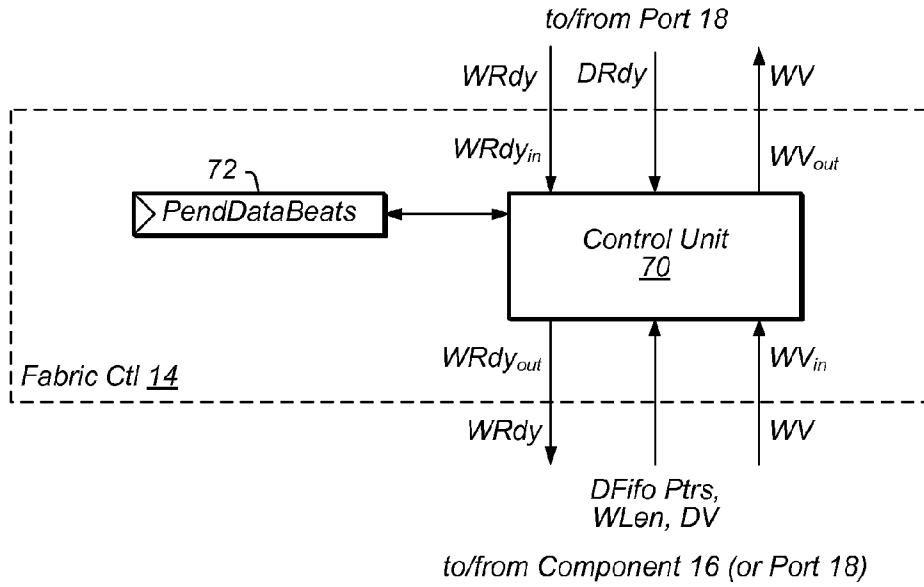 to/from Port 18
WRdy
DRdy
WV
WRdyin
WVout
72
PendDataBeats
Control Unit
70
WRdyout
WVin
Fabric Ctl 14
WRdy
WV
DFifo Ptrs,
WLen, DV
to/from Component 16 (or Port 18)